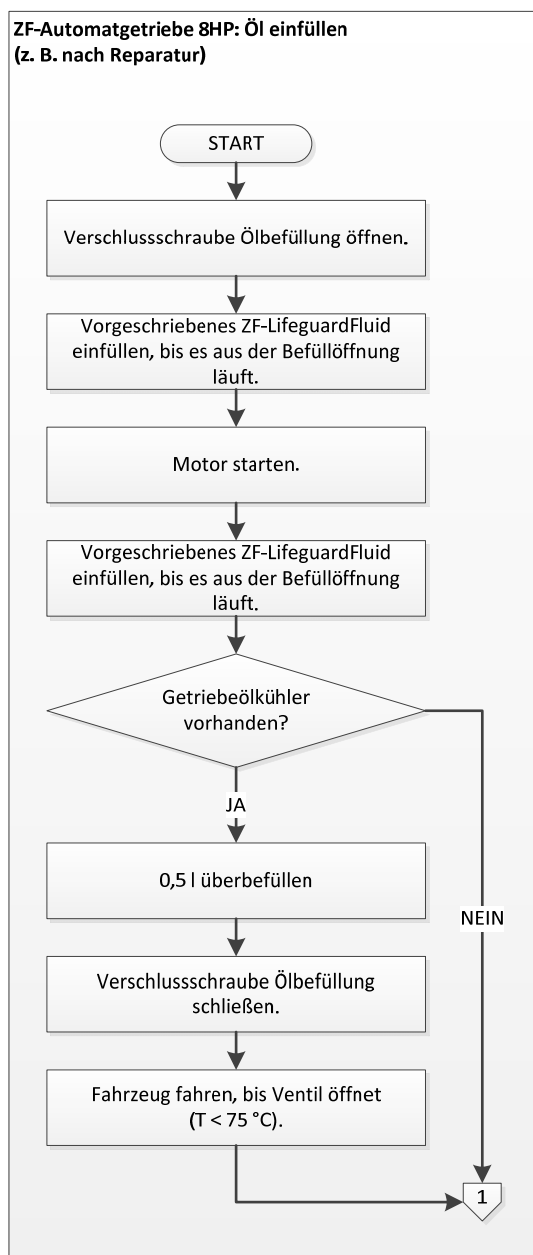 ZF-Automatgetriebe 8HP: Öl einfüllen
(z. B. nach Reparatur)
START
Verschlussschraube Ölbefüllung öffnen.
Vorgeschriebenes ZF-LifeguardFluid
einfüllen, bis es aus der Befüllöffnung
läuft.
Motor starten.
Vorgeschriebenes ZF-LifeguardFluid
einfüllen, bis es aus der Befüllöffnung
läuft.
Getriebeölkühler
vorhanden?
JA
0,5 l überbefüllen
NEIN
Verschlussschraube Ölbefüllung
schließen.
Fahrzeug fahren, bis Ventil öffnet
(T < 75 °C).
1